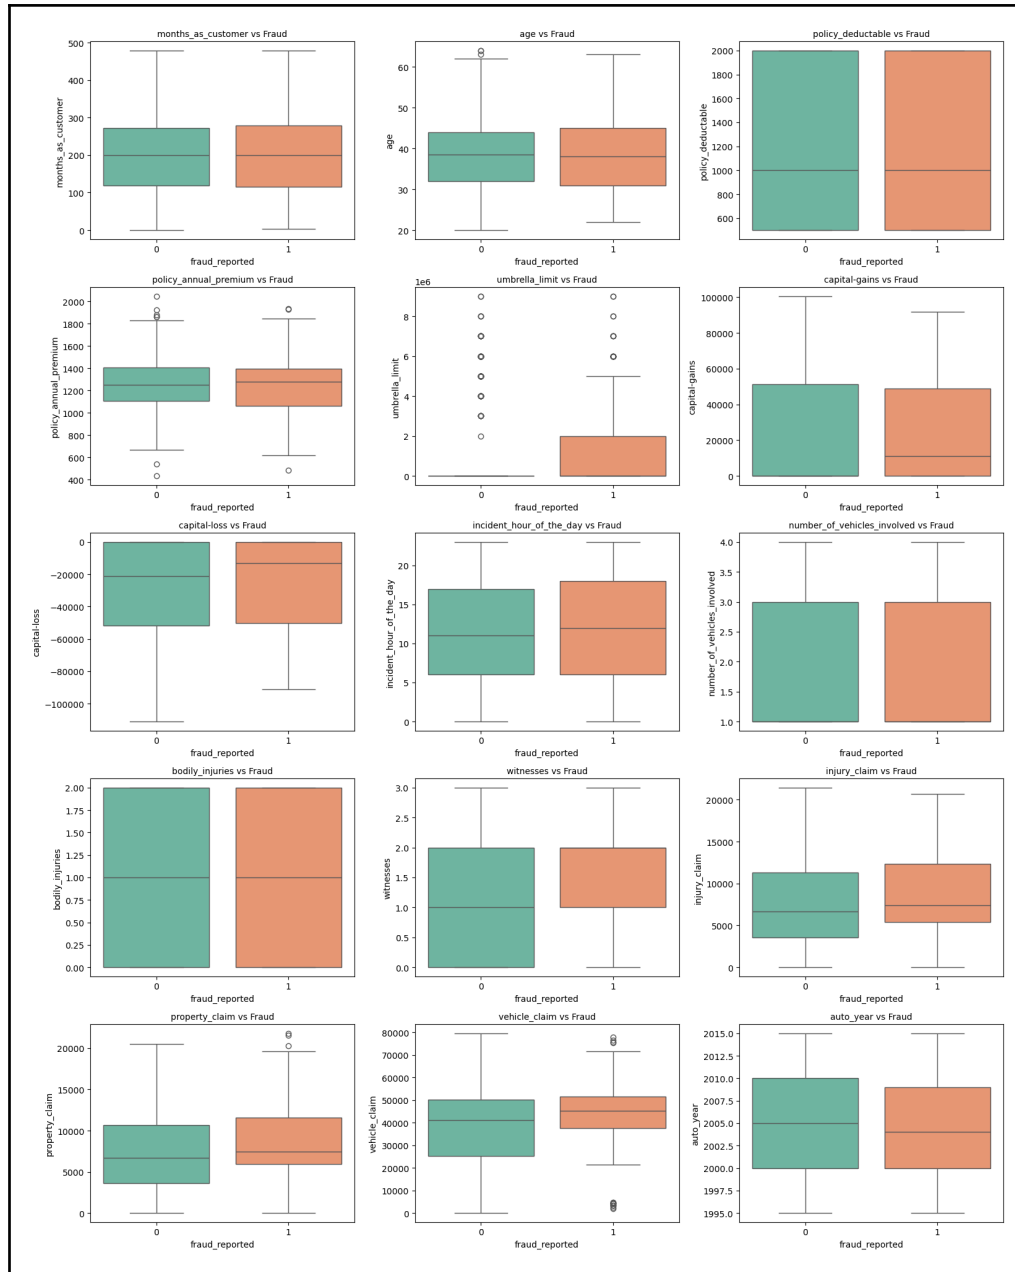 months_as_customer vs Fraud
500
400
300
200
100
0
months_as_customer
0
1
fraud_reported
age vs Fraud
60
50
40
30
20
age
0
1
fraud_reported
policy_deductable vs Fraud
2000
1800
1600
1400
1200
1000
800
600
policy_deductable
0
1
fraud_reported
policy_annual_premium vs Fraud
2000
1800
1600
1400
1200
1000
800
600
400
policy_annual_premium
0
1
fraud_reported
umbrella_limit vs Fraud
1e6
8
6
4
2
0
umbrella_limit
0
1
fraud_reported
capital-gains vs Fraud
100000
80000
60000
40000
20000
0
capital-gains
0
1
fraud_reported
capital-loss vs Fraud
0
−20000
−40000
−60000
−80000
−100000
capital-loss
0
1
fraud_reported
incident_hour_of_the_day vs Fraud
20
15
10
5
0
incident_hour_of_the_day
0
1
fraud_reported
number_of_vehicles_involved vs Fraud
4.0
3.5
3.0
2.5
2.0
1.5
1.0
number_of_vehicles_involved
0
1
fraud_reported
bodily_injuries vs Fraud
2.00
1.75
1.50
1.25
1.00
0.75
0.50
0.25
0.00
bodily_injuries
0
1
fraud_reported
witnesses vs Fraud
3.0
2.5
2.0
1.5
1.0
0.5
0.0
witnesses
0
1
fraud_reported
injury_claim vs Fraud
20000
15000
10000
5000
0
injury_claim
0
1
fraud_reported
property_claim vs Fraud
20000
15000
10000
5000
0
property_claim
0
1
fraud_reported
vehicle_claim vs Fraud
80000
70000
60000
50000
40000
30000
20000
10000
0
vehicle_claim
0
1
fraud_reported
auto_year vs Fraud
2015.0
2012.5
2010.0
2007.5
2005.0
2002.5
2000.0
1997.5
1995.0
auto_year
0
1
fraud_reported